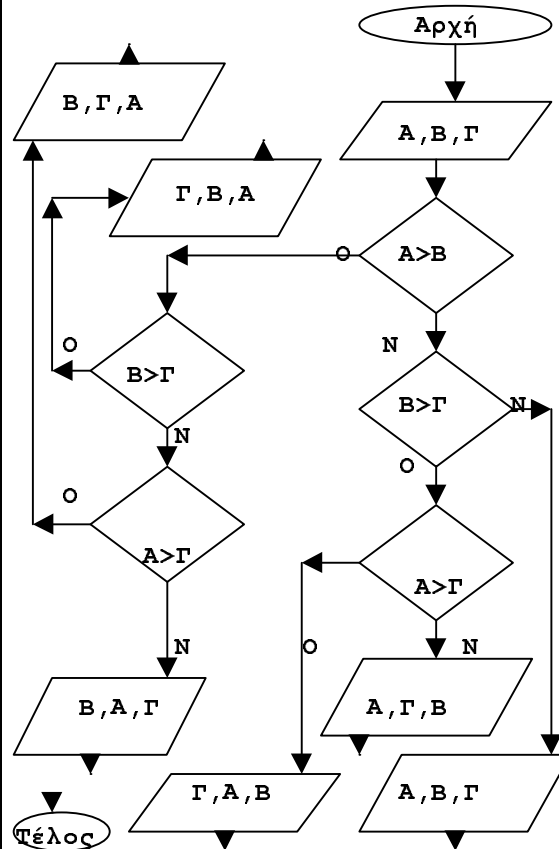 Αρχή
Β,Γ,Α
Α,Β,Γ
Γ,Β,Α
Α>Β
Ο
Ν
Ο
Β>Γ
Β>Γ
Ν
Ν
Ο
Ο
Α>Γ
Α>Γ
Ν
Ο
Ν
Β,Α,Γ
Α,Γ,Β
Γ,Α,Β
Α,Β,Γ
Τέλος